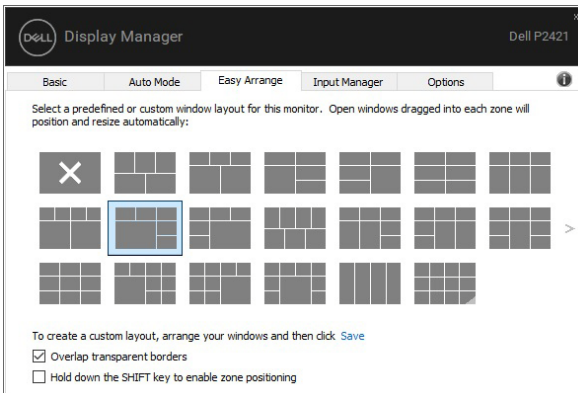 DELL Display Manager
Dell P2421
Basic Auto Mode Easy Arrange Input Manager Options
Select a predefined or custom window layout for this monitor. Open windows dragged into each zone will
position and resize automatically:
To create a custom layout, arrange your windows and then click Save
Overlap transparent borders
Hold down the SHIFT key to enable zone positioning